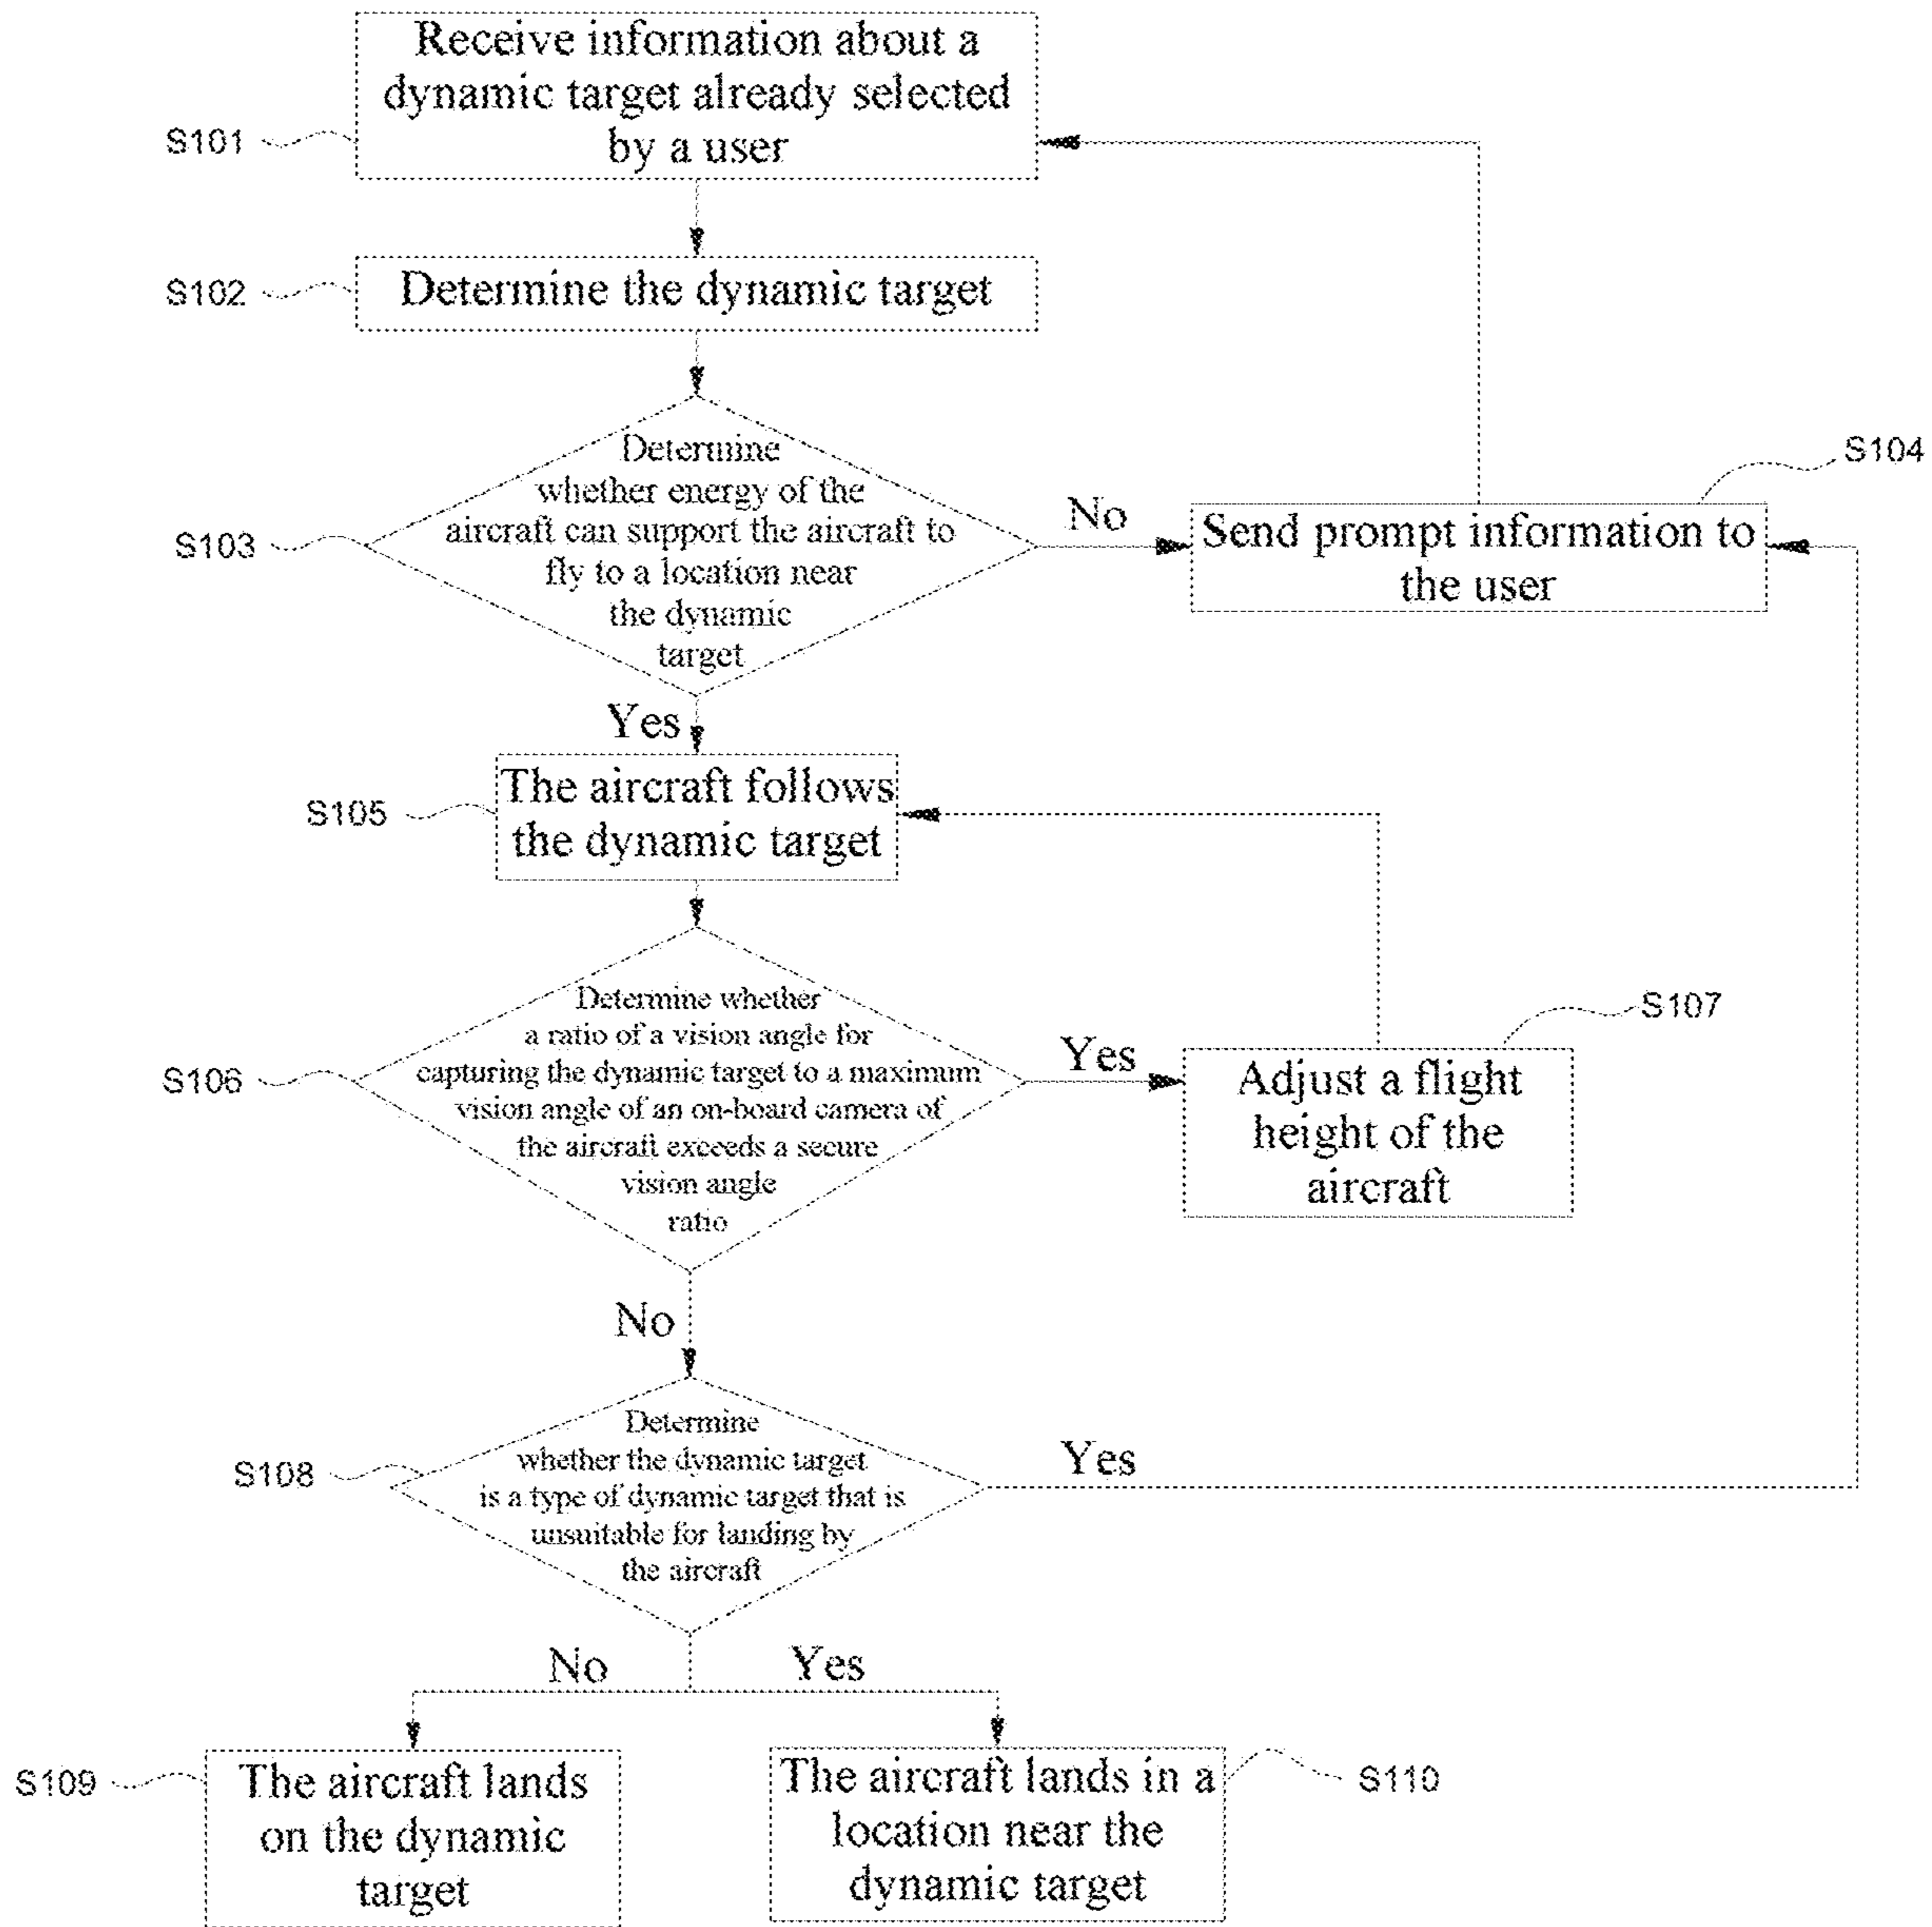 Receive information about a
dynamic target already selected
by a user
S101
S102
Determine the dynamic target
Determine
whether energy of the
aircraft can support the aircraft to
fly to a location near
the dynamic
target
S103
No
S104
Send prompt information to
the user
Yes
The aircraft follows
the dynamic target
S105
Determine whether
a ratio of a vision angle for
capturing the dynamic target to a maximum
vision angle of an on-board camera of
the aircraft exceeds a secure
vision angle
ratio
S106
Yes
S107
Adjust a flight
height of the
aircraft
No
Determine
whether the dynamic target
is a type of dynamic target that is
unsuitable for landing by
the aircraft
S108
Yes
No
Yes
S109
The aircraft lands
on the dynamic
target
The aircraft lands in a
location near the
dynamic target
S110